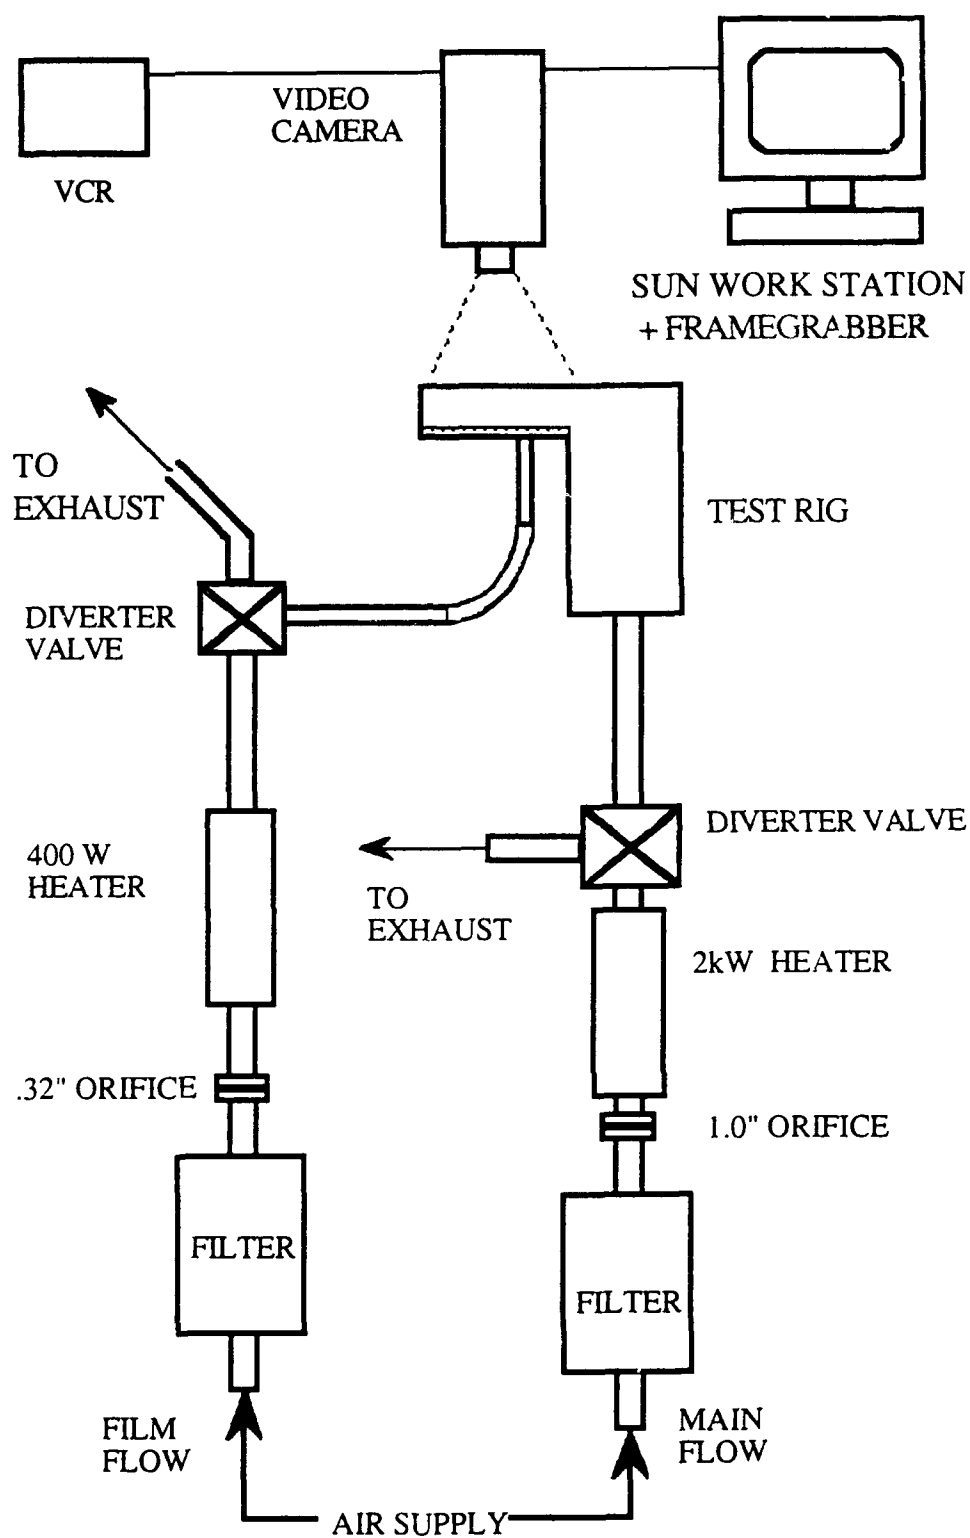 VIDEO
CAMERA
VCR
SUN WORK STATION
+ FRAMEGRABBER
TO
EXHAUST
TEST RIG
DIVERTER
VALVE
DIVERTER VALVE
400 W
HEATER
TO
EXHAUST
2kW HEATER
.32" ORIFICE
1.0" ORIFICE
FILTER
FILTER
FILM
FLOW
MAIN
FLOW
AIR SUPPLY